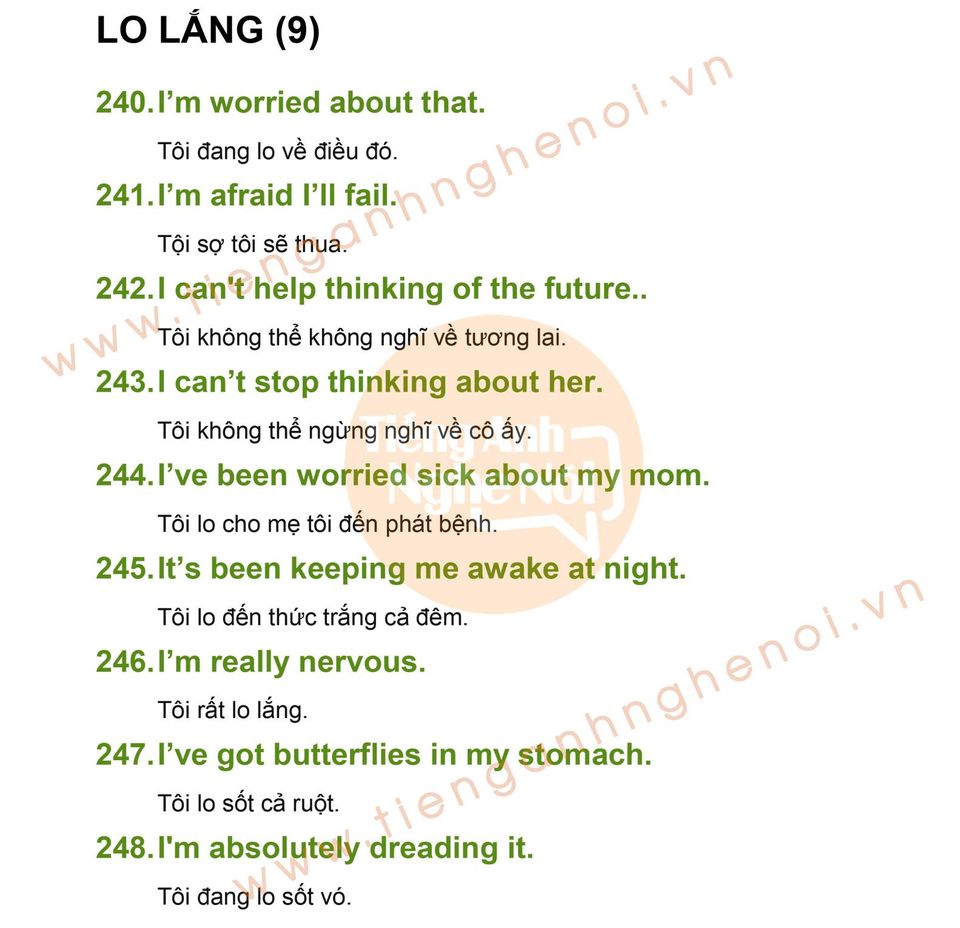 LO LẮNG (9)
240. I’m worried about that.
Tôi đang lo về điều đó.
241. I’m afraid I’ll fail.
Tội sợ tôi sẽ thua.
242. I can't help thinking of the future..
Tôi không thể không nghĩ về tương lai.
243. I can’t stop thinking about her.
Tôi không thể ngừng nghĩ về cô ấy.
244. I’ve been worried sick about my mom.
Tôi lo cho mẹ tôi đến phát bệnh.
245. It’s been keeping me awake at night.
Tôi lo đến thức trắng cả đêm.
246. I’m really nervous.
Tôi rất lo lắng.
247. I’ve got butterflies in my stomach.
Tôi lo sốt cả ruột.
248. I'm absolutely dreading it.
Tôi đang lo sốt vó.
www.tienganhnghenoi.vn
Tiếng Anh
Nghe Nói
www.tienganhnghenoi.vn